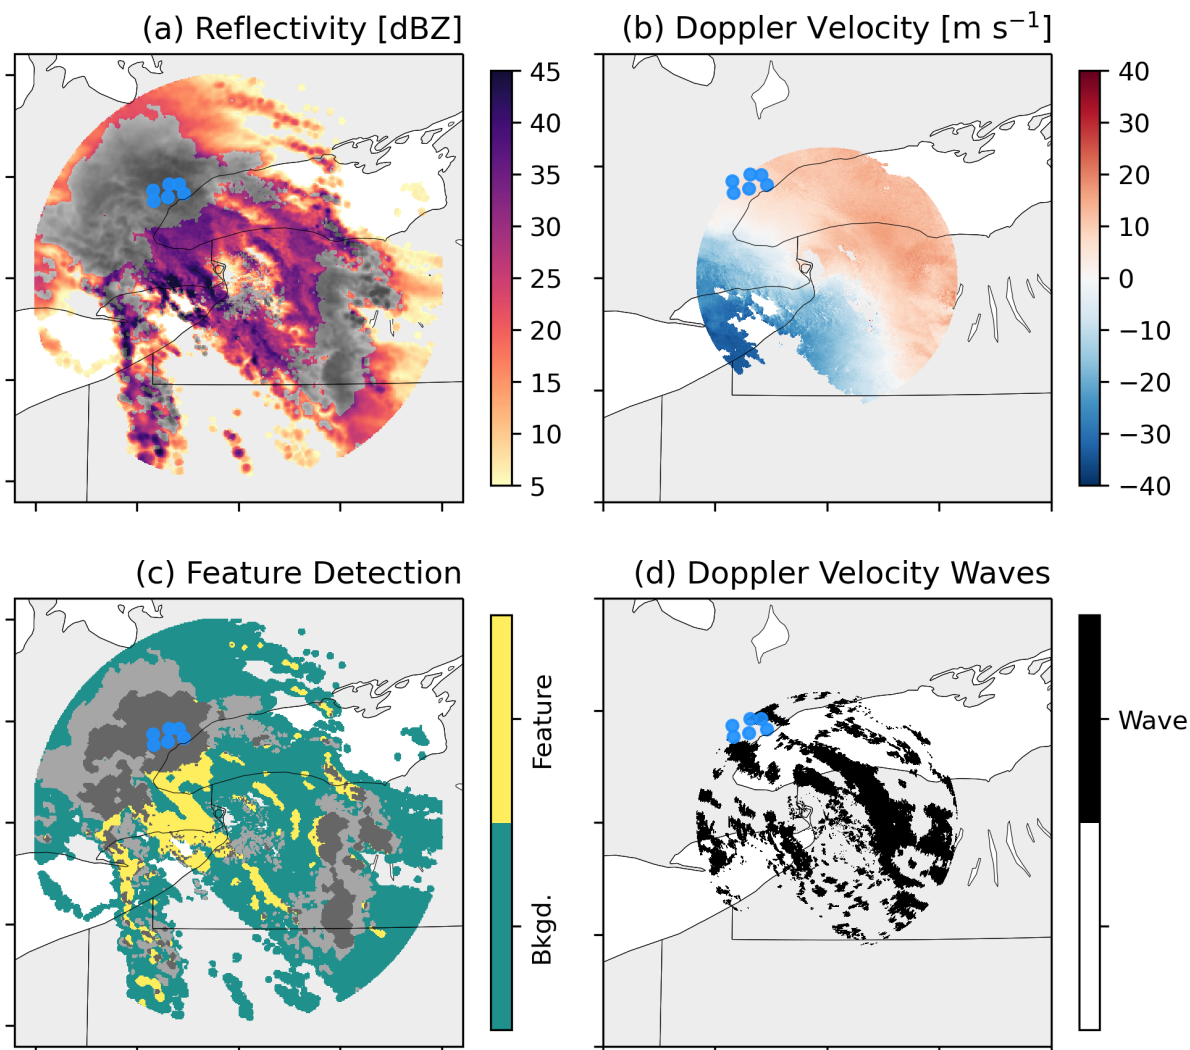 (a) Reflectivity [dBZ]
45
40
35
30
25
20
15
10
5
(b) Doppler Velocity [m s⁻¹]
40
30
20
10
0
−10
−20
−30
−40
(c) Feature Detection
Feature
Bkgd.
(d) Doppler Velocity Waves
Wave